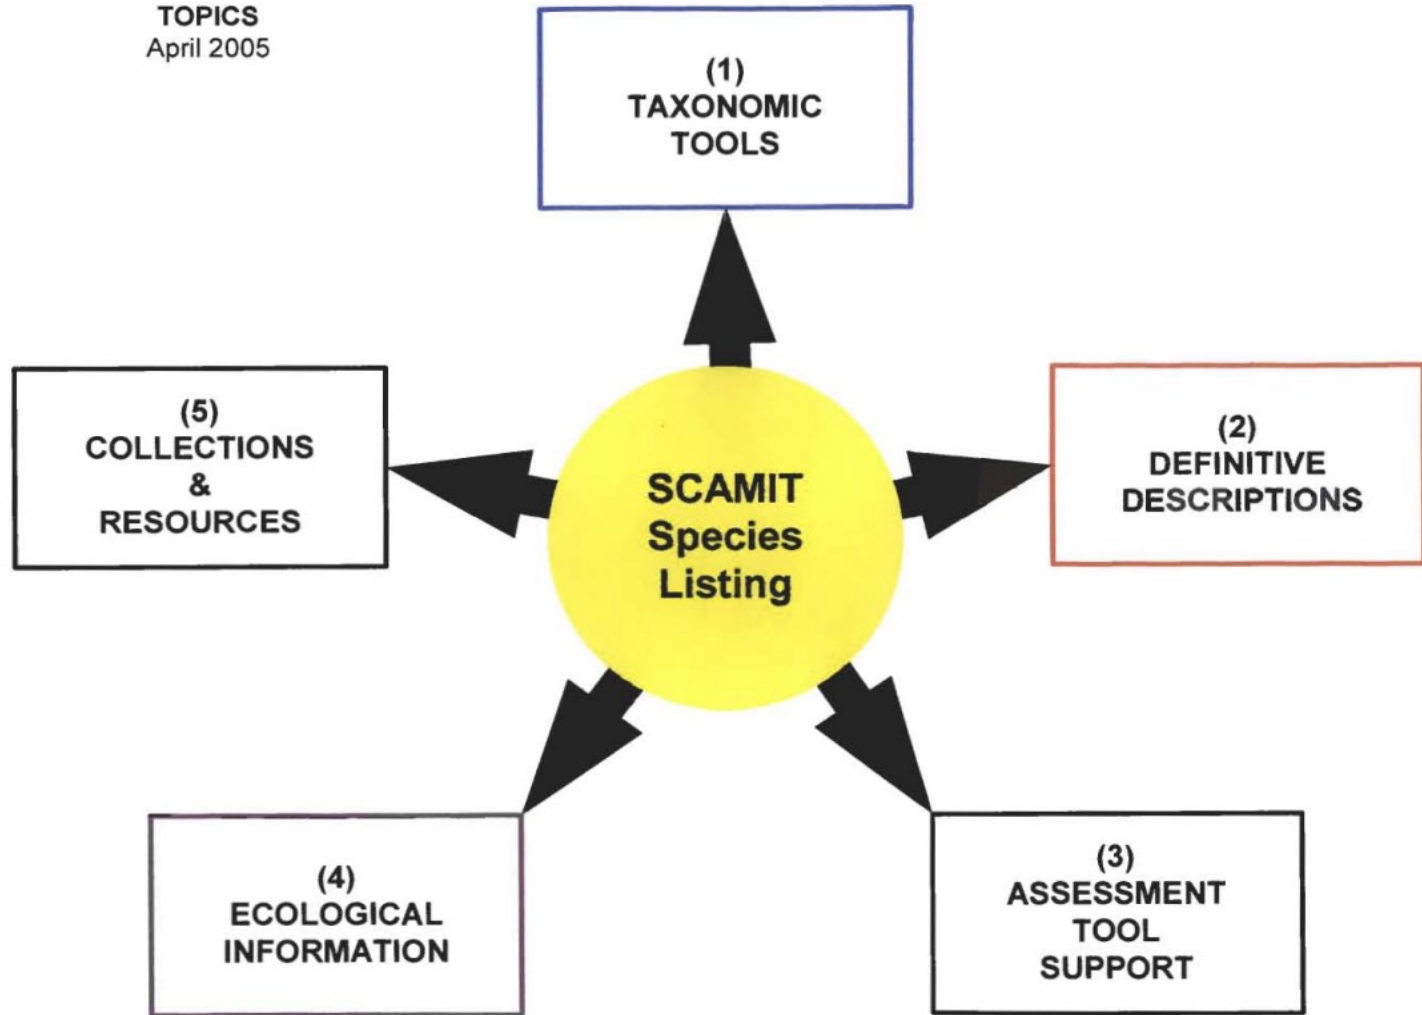 TOPICS
April 2005
(1)
TAXONOMIC
TOOLS
(5)
COLLECTIONS
&
RESOURCES
SCAMIT
Species
Listing
(2)
DEFINITIVE
DESCRIPTIONS
(4)
ECOLOGICAL
INFORMATION
(3)
ASSESSMENT
TOOL
SUPPORT